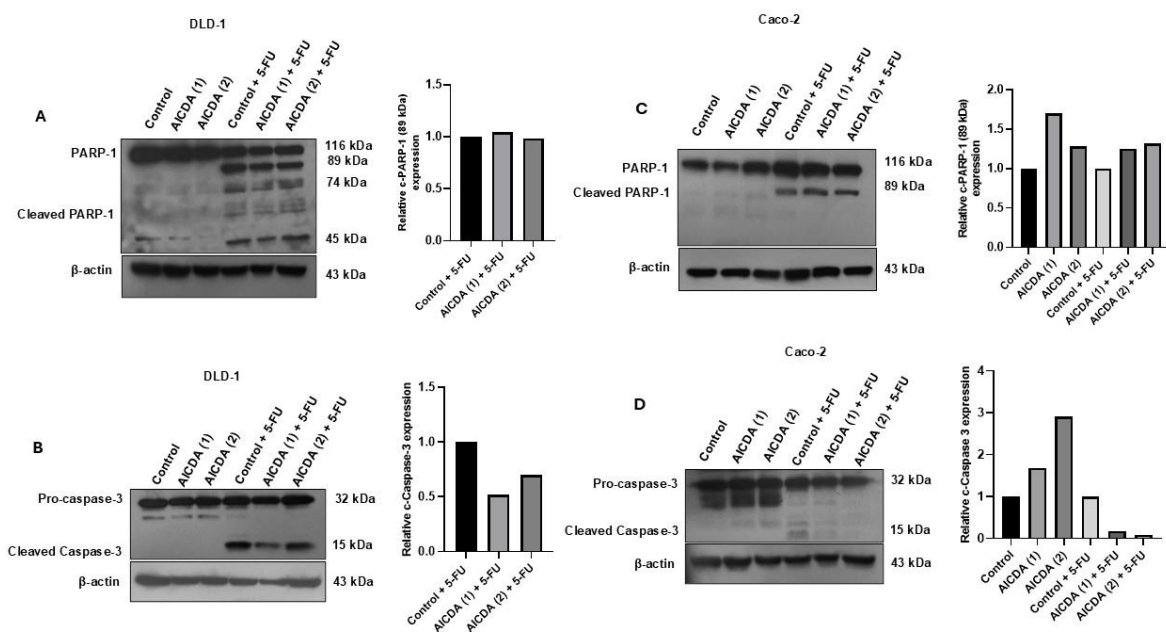 DLD-1
A
Control
AICDA (1)
AICDA (2)
Control + 5-FU
AICDA (1) + 5-FU
AICDA (2) + 5-FU
PARP-1
Cleaved PARP-1
β-actin
116 kDa
89 kDa
74 kDa
45 kDa
43 kDa
Relative c-PARP-1 (89 kDa)
expression
1.5
1.0
0.5
0.0
Control + 5-FU
AICDA (1) + 5-FU
AICDA (2) + 5-FU
Caco-2
C
Control
AICDA (1)
AICDA (2)
Control + 5-FU
AICDA (1) + 5-FU
AICDA (2) + 5-FU
PARP-1
Cleaved PARP-1
β-actin
116 kDa
89 kDa
43 kDa
Relative c-PARP-1 (89 kDa)
expression
2.0
1.5
1.0
0.5
0.0
Control
AICDA (1)
AICDA (2)
Control + 5-FU
AICDA (1) + 5-FU
AICDA (2) + 5-FU
DLD-1
B
Control
AICDA (1)
AICDA (2)
Control + 5-FU
AICDA (1) + 5-FU
AICDA (2) + 5-FU
Pro-caspase-3
Cleaved Caspase-3
β-actin
32 kDa
15 kDa
43 kDa
Relative c-Caspase-3 expression
1.5
1.0
0.5
0.0
Control + 5-FU
AICDA (1) + 5-FU
AICDA (2) + 5-FU
Caco-2
D
Control
AICDA (1)
AICDA (2)
Control + 5-FU
AICDA (1) + 5-FU
AICDA (2) + 5-FU
Pro-caspase-3
Cleaved Caspase-3
β-actin
32 kDa
15 kDa
43 kDa
Relative c-Caspase 3 expression
4
3
2
1
0
Control
AICDA (1)
AICDA (2)
Control + 5-FU
AICDA (1) + 5-FU
AICDA (2) + 5-FU